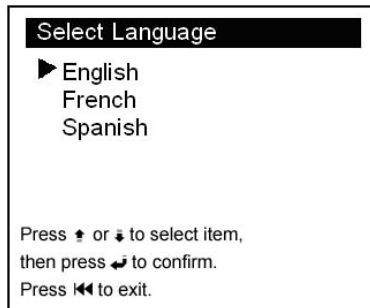 Select Language
English
French
Spanish
Press ⬆ or ⬇ to select item,
then press ↵ to confirm.
Press ⏮ to exit.